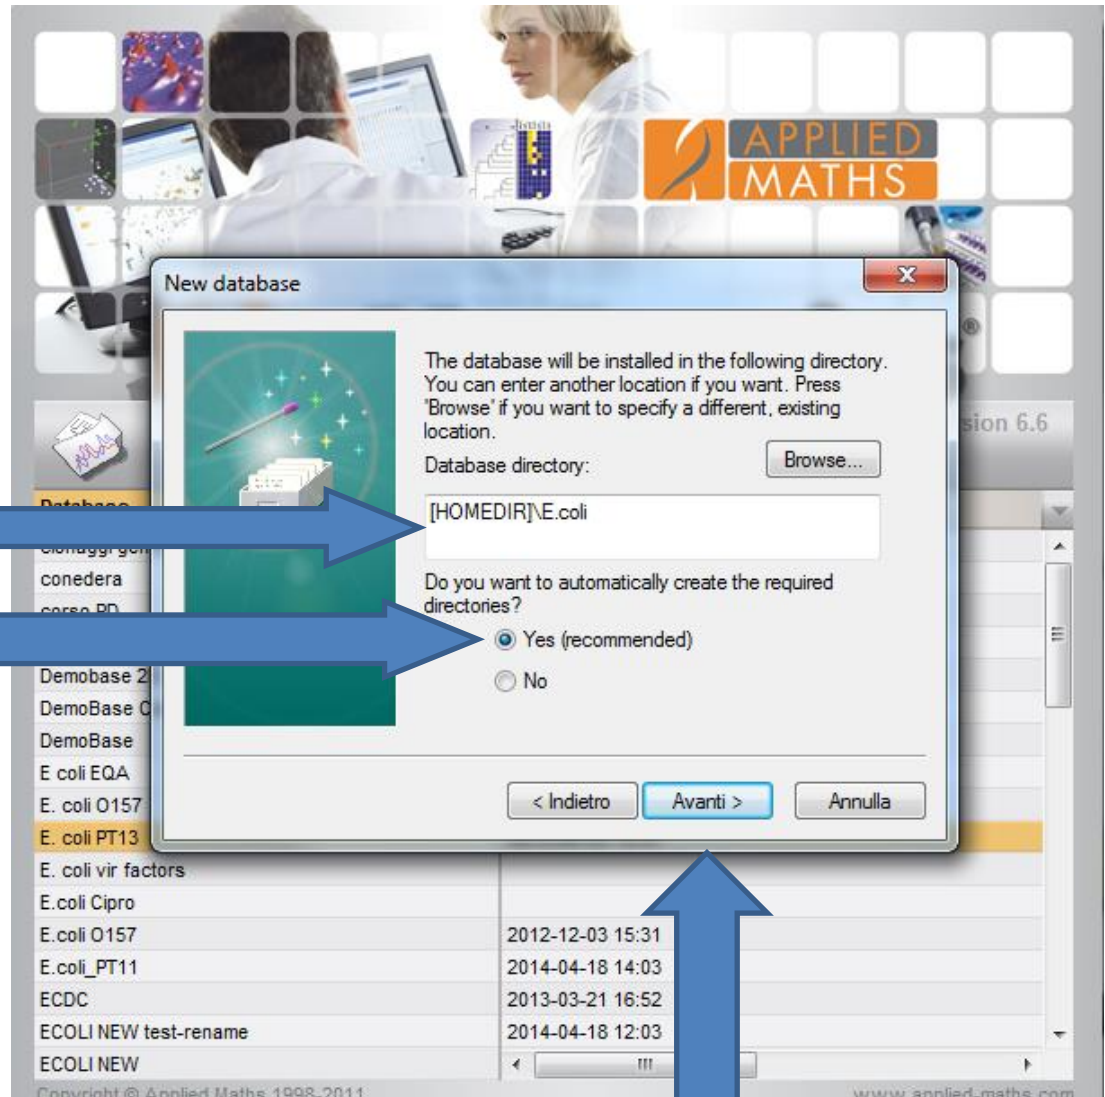 APPLIED
MATHS
®
New database
The database will be installed in the following directory.
You can enter another location if you want. Press
'Browse' if you want to specify a different, existing
location.
Database directory:
Browse...
[HOMEDIR]\E.coli
Do you want to automatically create the required
directories?
Yes (recommended)
No
< Indietro
Avanti >
Annulla
6.6
Database
conedera
corso PD
Demobase 2
DemoBase C
DemoBase
E coli EQA
E. coli O157
E. coli PT13
E. coli vir factors
E.coli Cipro
E.coli O157 2012-12-03 15:31
E.coli_PT11 2014-04-18 14:03
ECDC 2013-03-21 16:52
ECOLI NEW test-rename 2014-04-18 12:03
ECOLI NEW
Copyright © Applied Maths 1998-2011 www.applied-maths.com